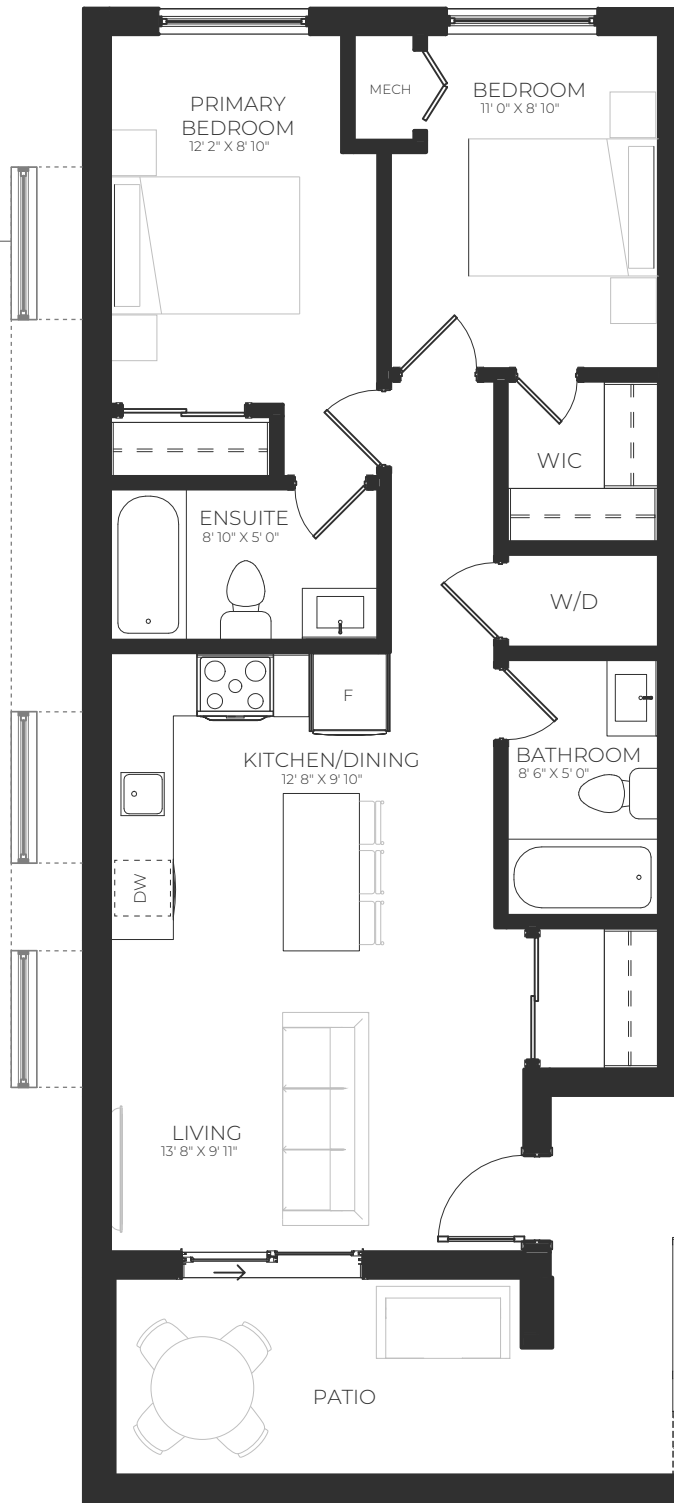 PRIMARY
BEDROOM
12' 2" X 8' 10"
MECH
BEDROOM
11' 0" X 8' 10"
WIC
ENSUITE
8' 10" X 5' 0"
W/D
F
KITCHEN/DINING
12' 8" X 9' 10"
BATHROOM
8' 6" X 5' 0"
DW
LIVING
13' 8" X 9' 11"
PATIO